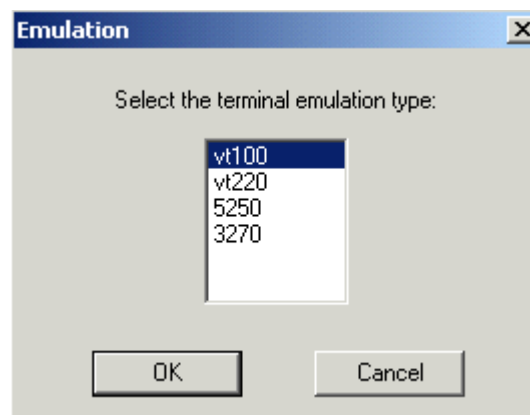 Emulation
Select the terminal emulation type:
vt100
vt220
5250
3270
OK
Cancel